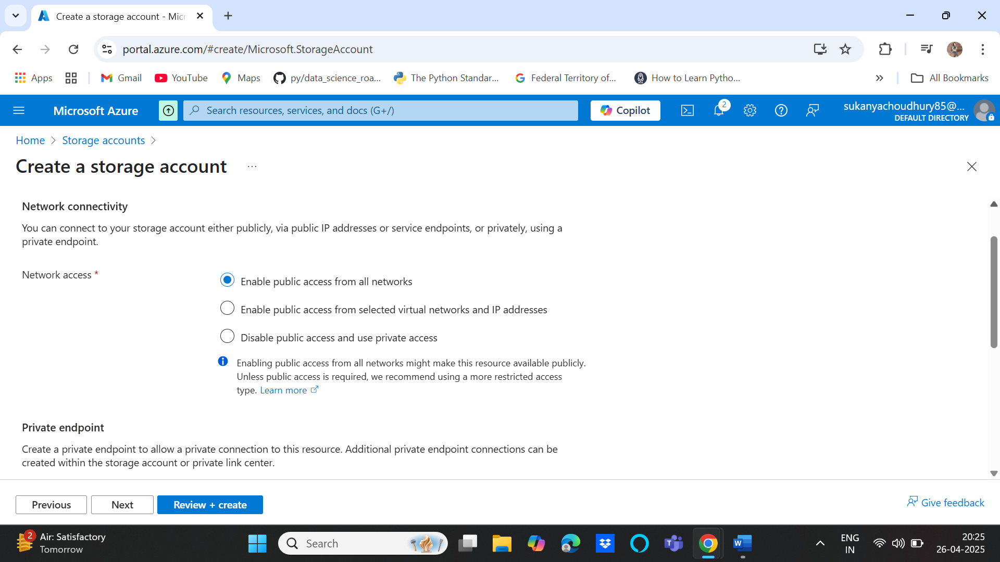 Create a storage account - Micr
portal.azure.com/#create/Microsoft.StorageAccount
Apps
Gmail
YouTube
Maps
py/data_science_roa...
The Python Standar...
Federal Territory of...
How to Learn Pytho...
All Bookmarks
Microsoft Azure
Search resources, services, and docs (G+/)
Copilot
2
sukanyachoudhury85@...
DEFAULT DIRECTORY
Home
Storage accounts
Create a storage account
Network connectivity
You can connect to your storage account either publicly, via public IP addresses or service endpoints, or privately, using a
private endpoint.
Network access *
Enable public access from all networks
Enable public access from selected virtual networks and IP addresses
Disable public access and use private access
Enabling public access from all networks might make this resource available publicly.
Unless public access is required, we recommend using a more restricted access
type. Learn more
Private endpoint
Create a private endpoint to allow a private connection to this resource. Additional private endpoint connections can be
created within the storage account or private link center.
Previous
Next
Review + create
Give feedback
2
Air: Satisfactory
Tomorrow
Search
ENG
IN
20:25
26-04-2025